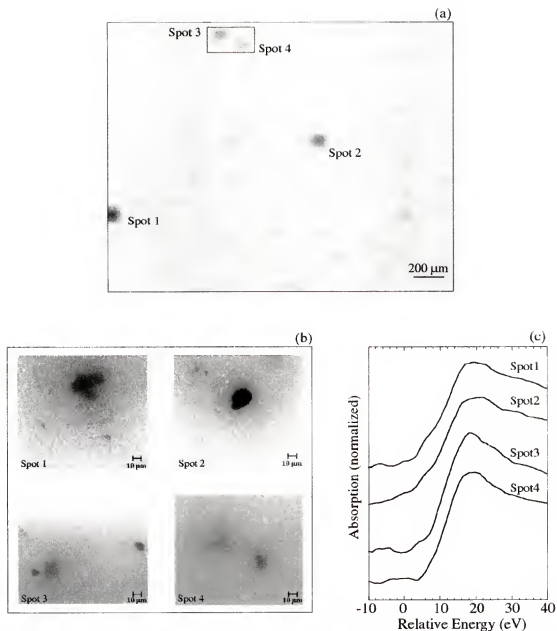 (a)
Spot 3
Spot 4
Spot 2
Spot 1
200 µm
(b)
Spot 1
10 µm
Spot 2
10 µm
Spot 3
10 µm
Spot 4
10 µm
(c)
Absorption (normalized)
Spot1
Spot2
Spot3
Spot4
-10 0 10 20 30 40
Relative Energy (eV)